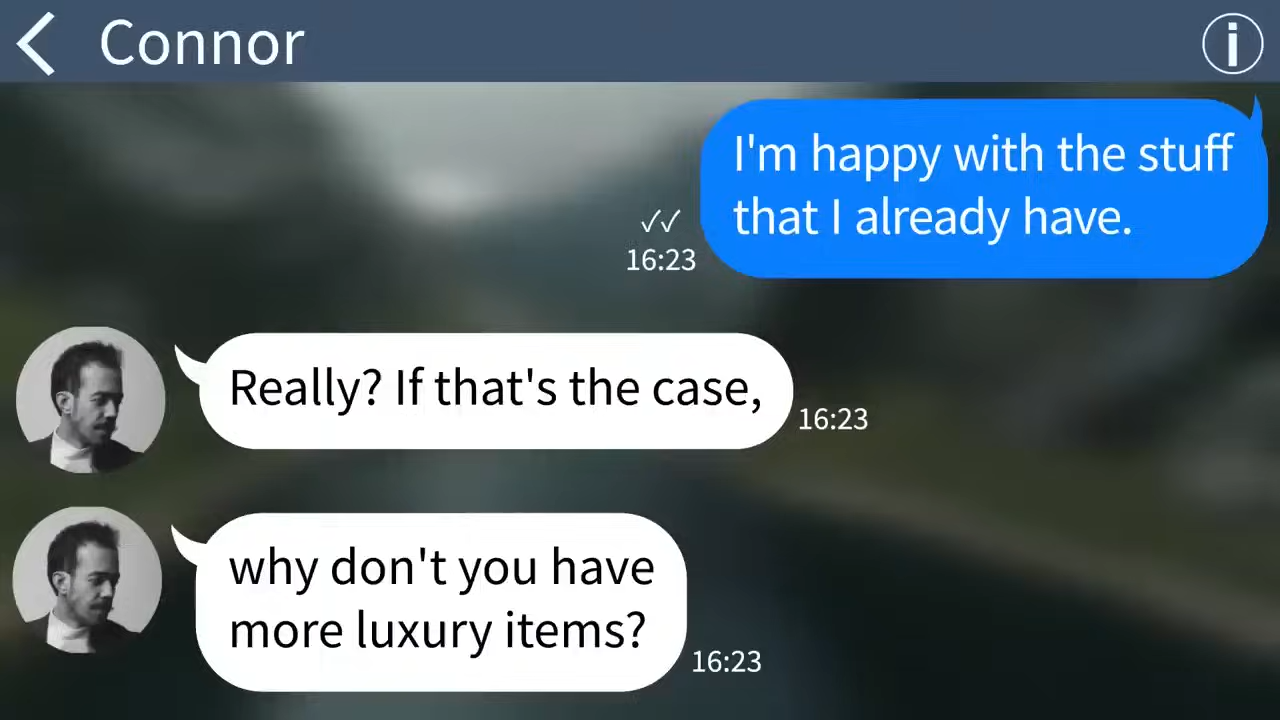 Connor
i
I'm happy with the stuff
that I already have.
✓✓
16:23
Really? If that's the case,
16:23
why don't you have
more luxury items?
16:23